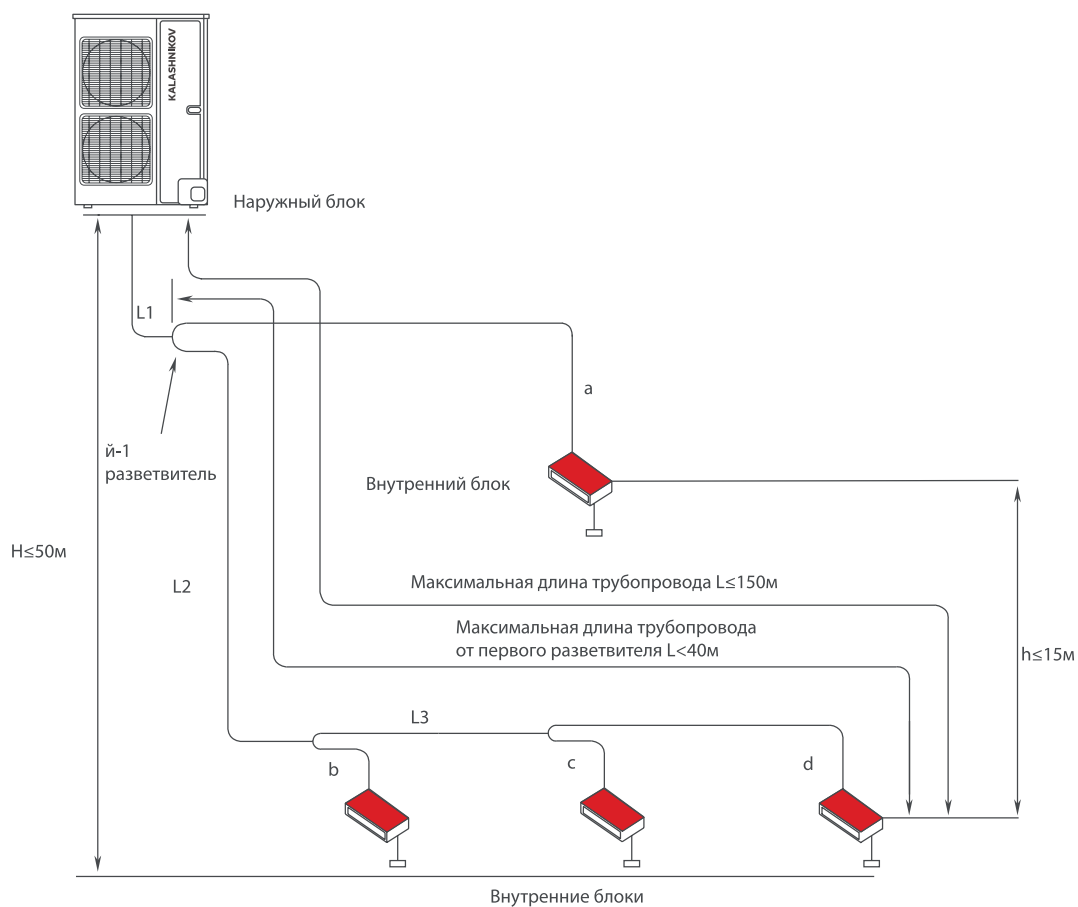 KALASHNIKOV
Наружный блок
L1
a
й-1
разветвитель
Внутренний блок
H≤50м
L2
Максимальная длина трубопровода L≤150м
Максимальная длина трубопровода
от первого разветвителя L<40м
h≤15м
L3
b
c
d
Внутренние блоки